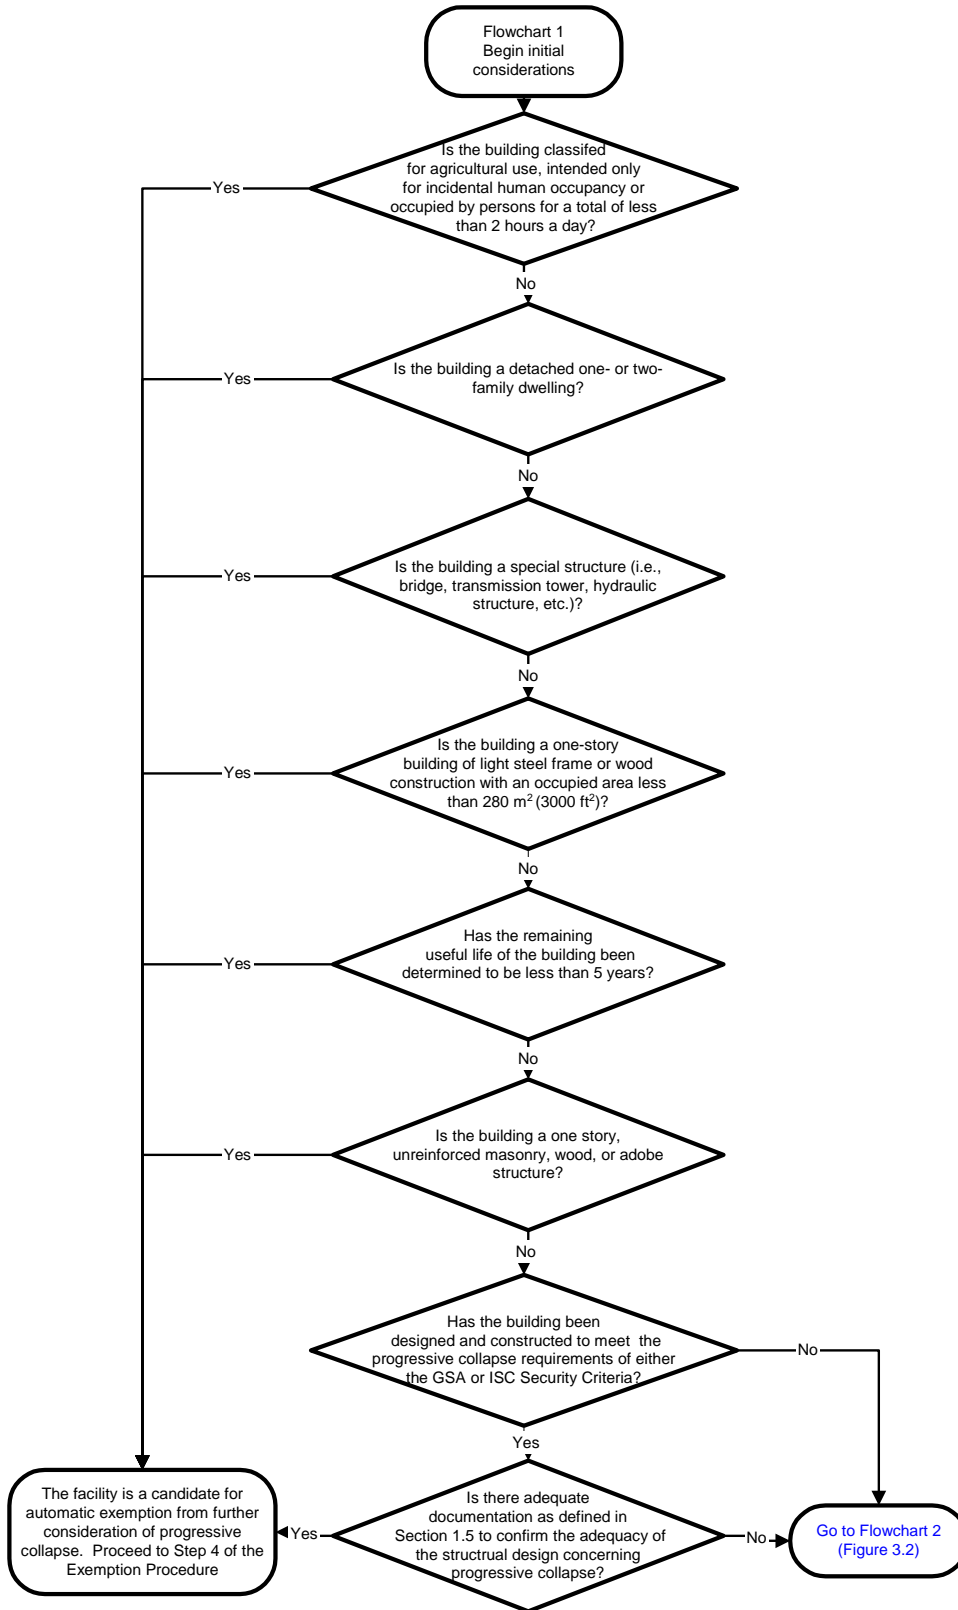 Flowchart 1
Begin initial
considerations
Is the building classifed
for agricultural use, intended only
for incidental human occupancy or
occupied by persons for a total of less
than 2 hours a day?
Yes
No
Is the building a detached one- or two-
family dwelling?
Yes
No
Is the building a special structure (i.e.,
bridge, transmission tower, hydraulic
structure, etc.)?
Yes
No
Is the building a one-story
building of light steel frame or wood
construction with an occupied area less
than 280 m² (3000 ft²)?
Yes
No
Has the remaining
useful life of the building been
determined to be less than 5 years?
Yes
No
Is the building a one story,
unreinforced masonry, wood, or adobe
structure?
Yes
No
Has the building been
designed and constructed to meet the
progressive collapse requirements of either
the GSA or ISC Security Criteria?
No
Yes
Is there adequate
documentation as defined in
Section 1.5 to confirm the adequacy of
the structrual design concerning
progressive collapse?
Yes
No
The facility is a candidate for
automatic exemption from further
consideration of progressive
collapse. Proceed to Step 4 of the
Exemption Procedure
Go to Flowchart 2
(Figure 3.2)